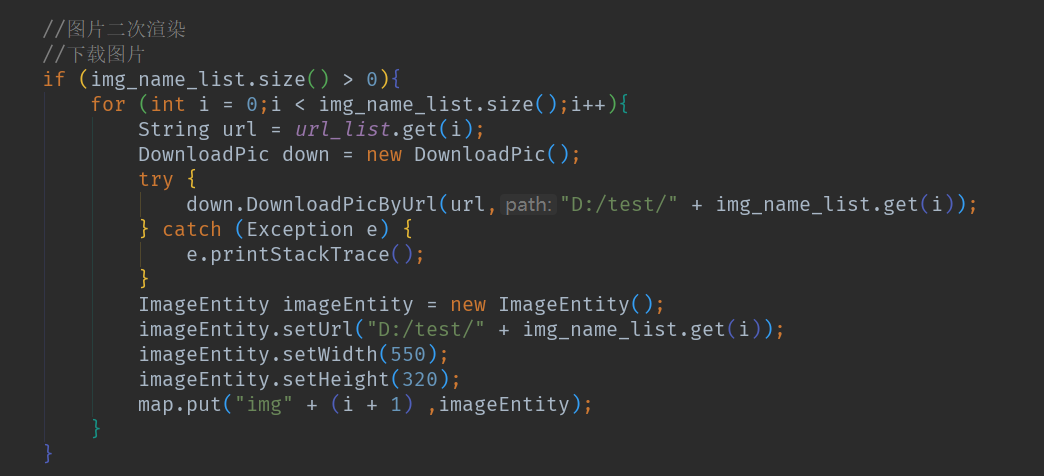 //图片二次渲染
//下载图片
if (img_name_list.size() > 0){
for (int i = 0;i < img_name_list.size();i++){
String url = url_list.get(i);
DownloadPic down = new DownloadPic();
try {
down.DownloadPicByUrl(url, path: "D:/test/" + img_name_list.get(i));
} catch (Exception e) {
e.printStackTrace();
}
ImageEntity imageEntity = new ImageEntity();
imageEntity.setUrl("D:/test/" + img_name_list.get(i));
imageEntity.setWidth(550);
imageEntity.setHeight(320);
map.put("img" + (i + 1) ,imageEntity);
}
}